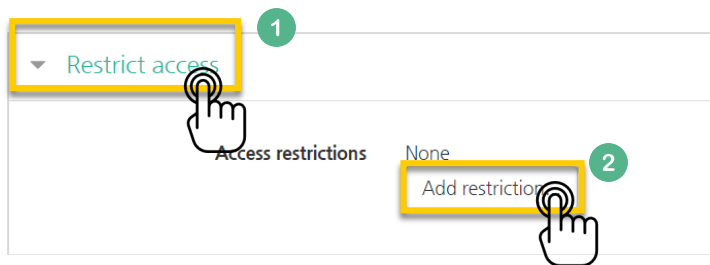 1
Restrict access
Access restrictions None
2
Add restriction